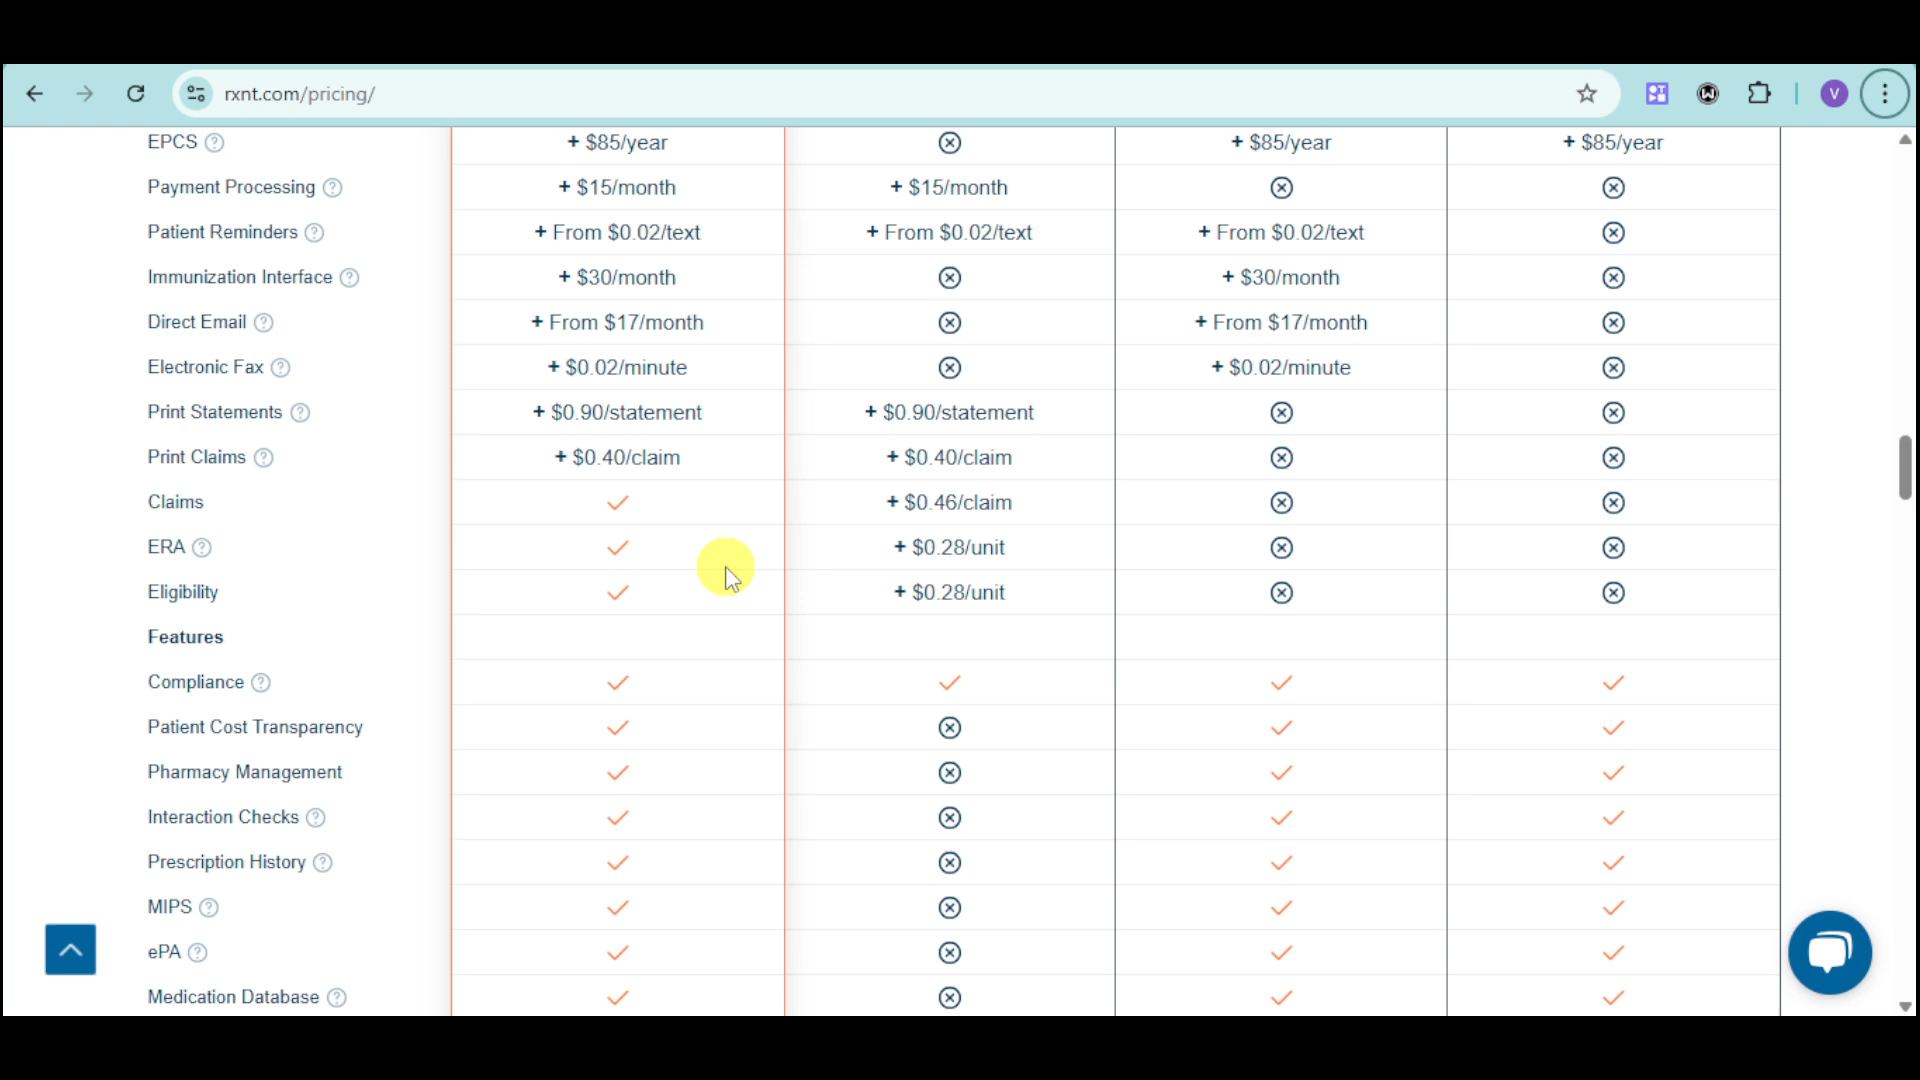 rxnt.com/pricing/
V
EPCS ? + $85/year + $85/year + $85/year
Payment Processing ? + $15/month + $15/month
Patient Reminders ? + From $0.02/text + From $0.02/text + From $0.02/text
Immunization Interface ? + $30/month + $30/month
Direct Email ? + From $17/month + From $17/month
Electronic Fax ? + $0.02/minute + $0.02/minute
Print Statements ? + $0.90/statement + $0.90/statement
Print Claims ? + $0.40/claim + $0.40/claim
Claims + $0.46/claim
ERA ? + $0.28/unit
Eligibility + $0.28/unit
Features
Compliance ?
Patient Cost Transparency
Pharmacy Management
Interaction Checks ?
Prescription History ?
MIPS ?
ePA ?
Medication Database ?